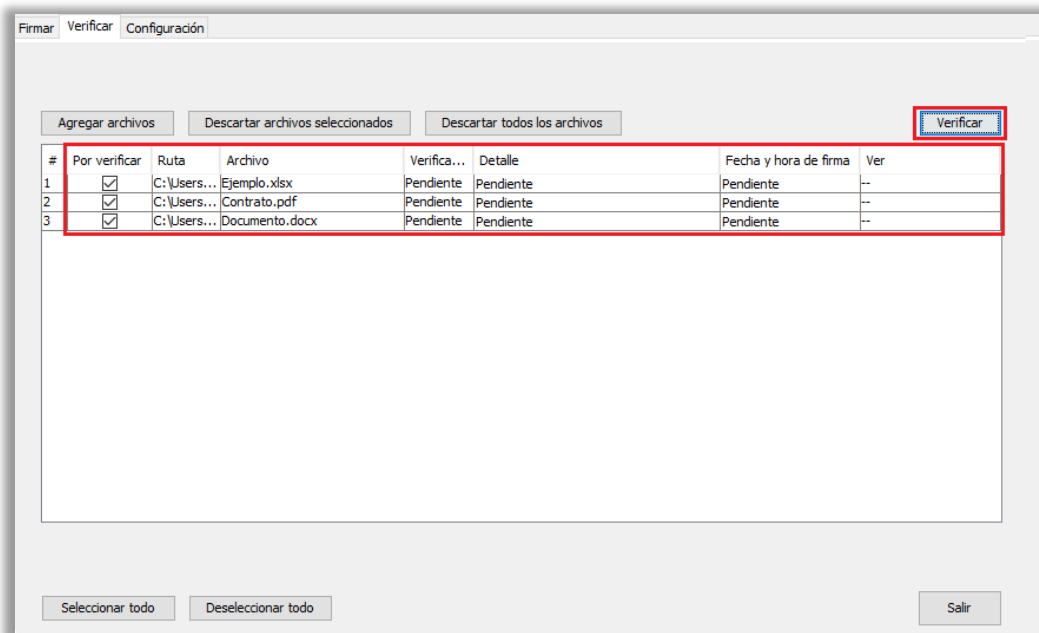 Firmar Verificar Configuración
Agregar archivos Descartar archivos seleccionados Descartar todos los archivos Verificar
# Por verificar Ruta Archivo Verifica... Detalle Fecha y hora de firma Ver
1 C:\Users... Ejemplo.xlsx Pendiente Pendiente Pendiente --
2 C:\Users... Contrato.pdf Pendiente Pendiente Pendiente --
3 C:\Users... Documento.docx Pendiente Pendiente Pendiente --
Seleccionar todo Deseleccionar todo Salir